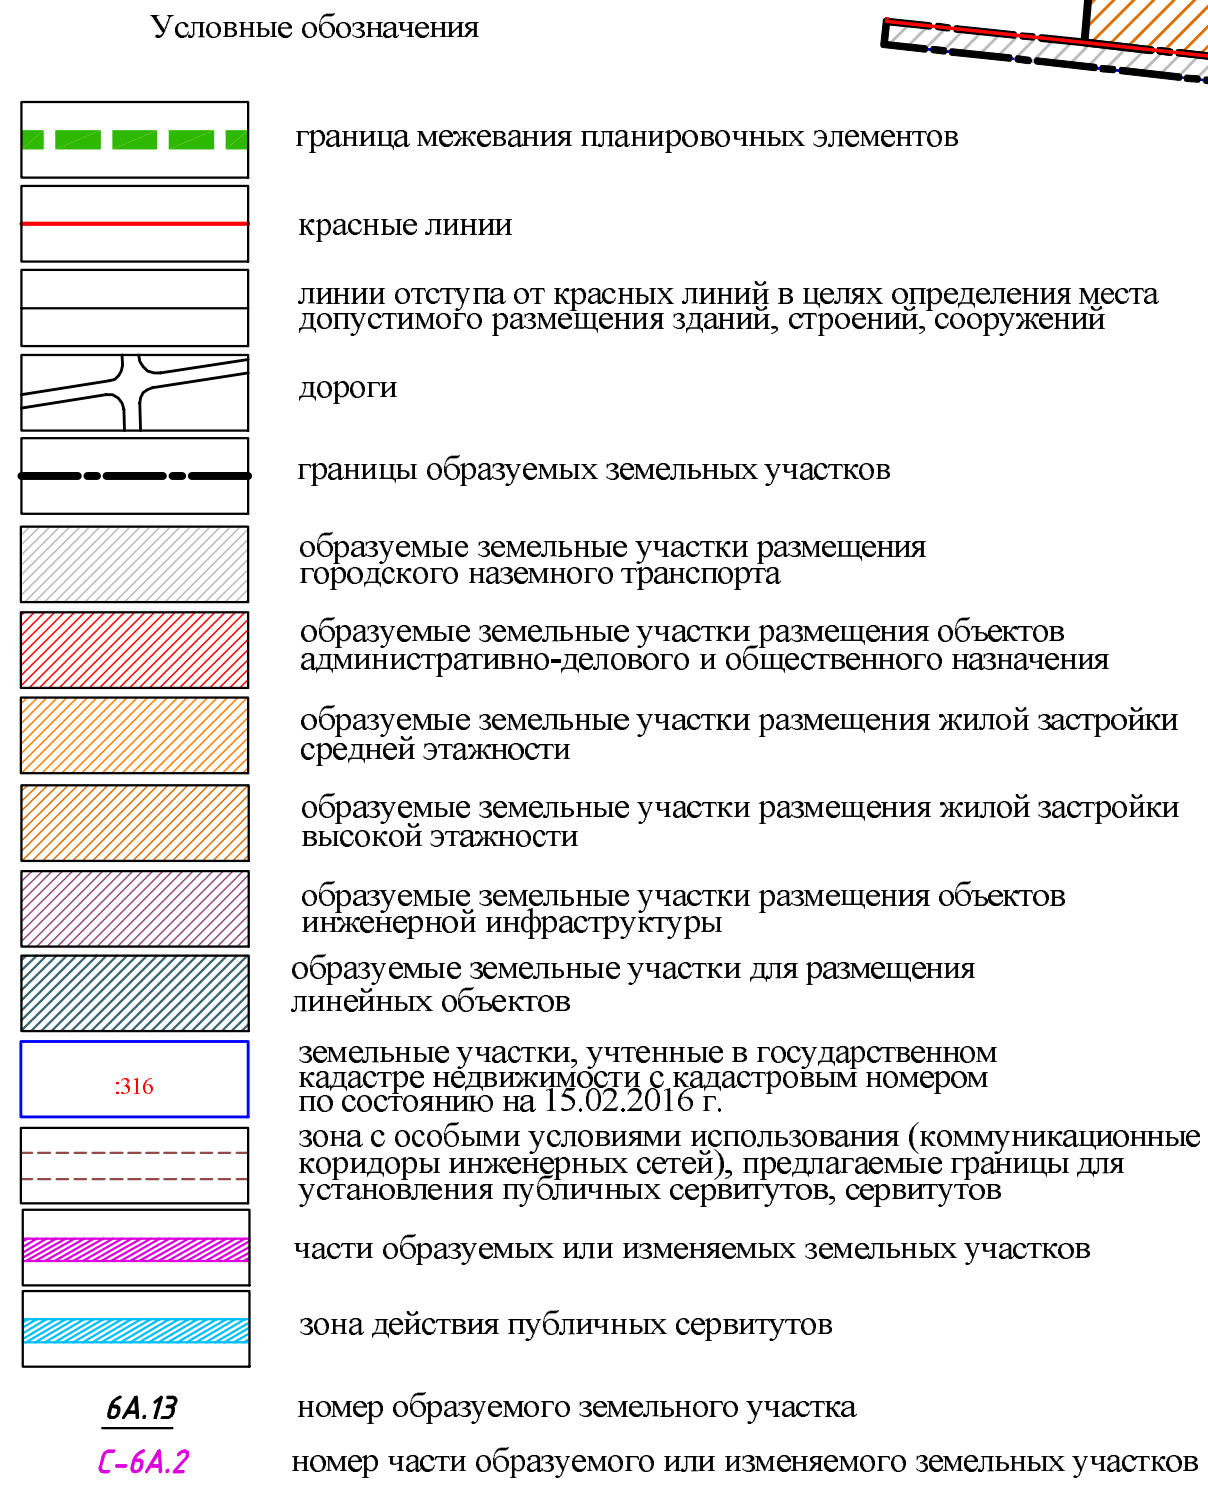 Условные обозначения
граница межевания планировочных элементов
красные линии
линии отступа от красных линий в целях определения места
допустимого размещения зданий, строений, сооружений
дороги
границы образуемых земельных участков
образуемые земельные участки размещения
городского наземного транспорта
образуемые земельные участки размещения объектов
административно-делового и общественного назначения
образуемые земельные участки размещения жилой застройки
средней этажности
образуемые земельные участки размещения жилой застройки
высокой этажности
образуемые земельные участки размещения объектов
инженерной инфраструктуры
образуемые земельные участки для размещения
линейных объектов
:316
земельные участки, учтенные в государственном
кадастре недвижимости с кадастровым номером
по состоянию на 15.02.2016 г.
зона с особыми условиями использования (коммуникационные
коридоры инженерных сетей), предлагаемые границы для
установления публичных сервитутов, сервитутов
части образуемых или изменяемых земельных участков
зона действия публичных сервитутов
6А.13 номер образуемого земельного участка
С-6А.2 номер части образуемого или изменяемого земельных участков